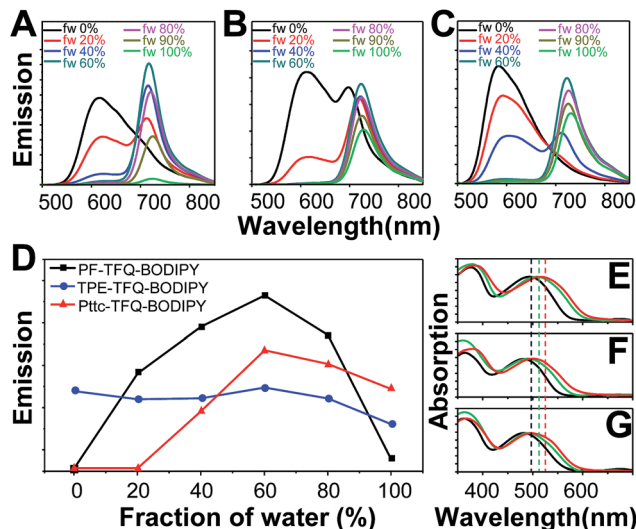 A
fw 0%
fw 20%
fw 40%
fw 60%
fw 80%
fw 90%
fw 100%
B
fw 0%
fw 20%
fw 40%
fw 60%
fw 80%
fw 90%
fw 100%
C
fw 0%
fw 20%
fw 40%
fw 60%
fw 80%
fw 90%
fw 100%
Emission
500 600 700 800
500 600 700 800
500 600 700 800
Wavelength(nm)
D
PF-TFQ-BODIPY
TPE-TFQ-BODIPY
Pttc-TFQ-BODIPY
Emission
0 20 40 60 80 100
Fraction of water (%)
E
F
G
Absorption
400 500 600
Wavelength(nm)